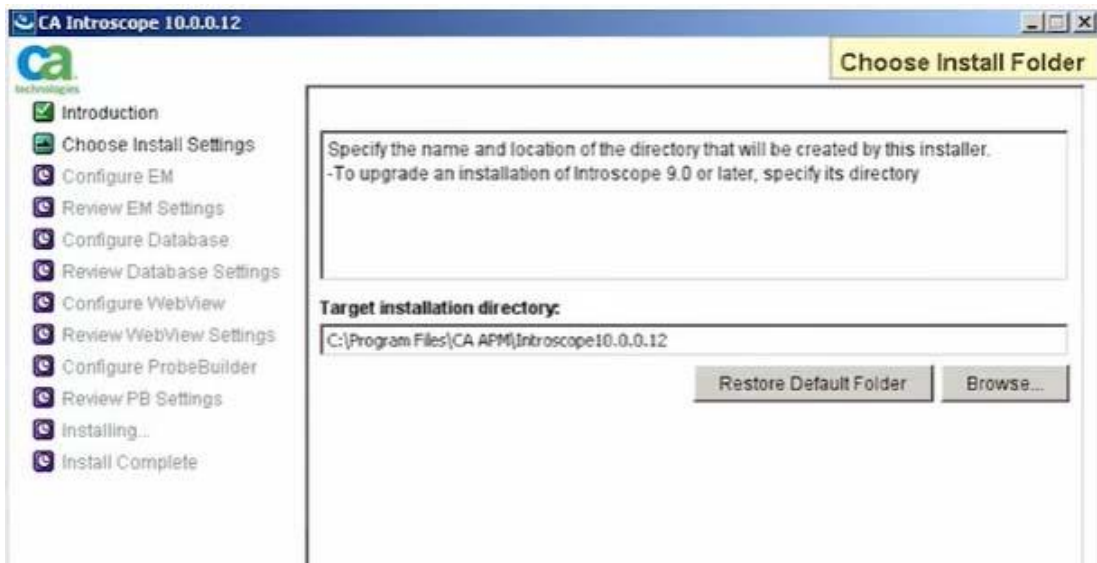 CA Introscope 10.0.0.12
ca
technologies
Choose Install Folder
Introduction
Choose Install Settings
Configure EM
Review EM Settings
Configure Database
Review Database Settings
Configure WebView
Review WebView Settings
Configure ProbeBuilder
Review PB Settings
Installing...
Install Complete
Specify the name and location of the directory that will be created by this installer.
-To upgrade an installation of Introscope 9.0 or later, specify its directory
Target installation directory:
C:\Program Files\CA APM\Introscope10.0.0.12
Restore Default Folder
Browse...